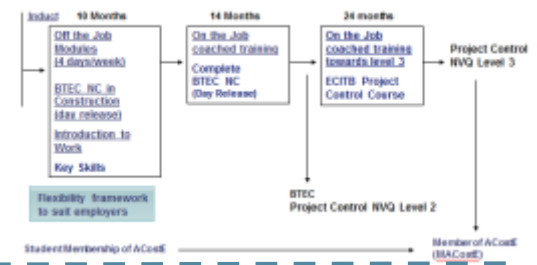 Induct 10 Months
Off the Job
Modules
(4 days/week)
BTEC NC in
Construction
(day release)
Introduction to
Work
Key Skills
14 Months
On the Job
coached training
Complete
BTEC NC
(Day Release)
24 months
On the Job
coached training
towards level 3
ECITB Project
Control Course
Project Control
NVQ Level 3
Flexibility framework
to suit employers
BTEC
Project Control NVQ Level 2
Student Membership of ACostE
Member of ACostE
(MACostE)